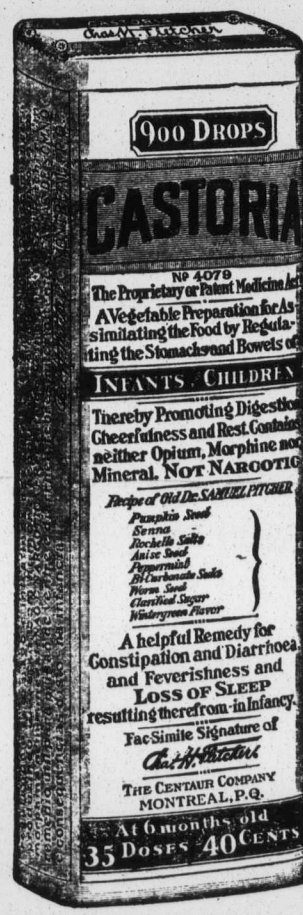 CASTORIA
Chas. H. Fletcher
900 DROPS
CASTORIA
Nº 4079
The Proprietary or Patent Medicine Act
A Vegetable Preparation for As
similating the Food by Regula-
ting the Stomachs and Bowels of
INFANTS CHILDREN
Thereby Promoting Digestion
Cheerfulness and Rest. Contains
neither Opium, Morphine nor
Mineral. NOT NARCOTIC
Recipe of Old Dr. SAMUEL PITCHER
Pumpkin Seed
Senna
Rochelle Salts
Anise Seed
Peppermint
Bi Carbonate Soda
Worm Seed
Clarified Sugar
Wintergreen Flavor
A helpful Remedy for
Constipation and Diarrhoea
and Feverishness and
LOSS OF SLEEP
resulting therefrom in Infancy.
Fac-Simile Signature of
Chas. H. Fletcher.
THE CENTAUR COMPANY
MONTREAL, P.Q.
At 6 months old
35 DOSES 40 CENTS